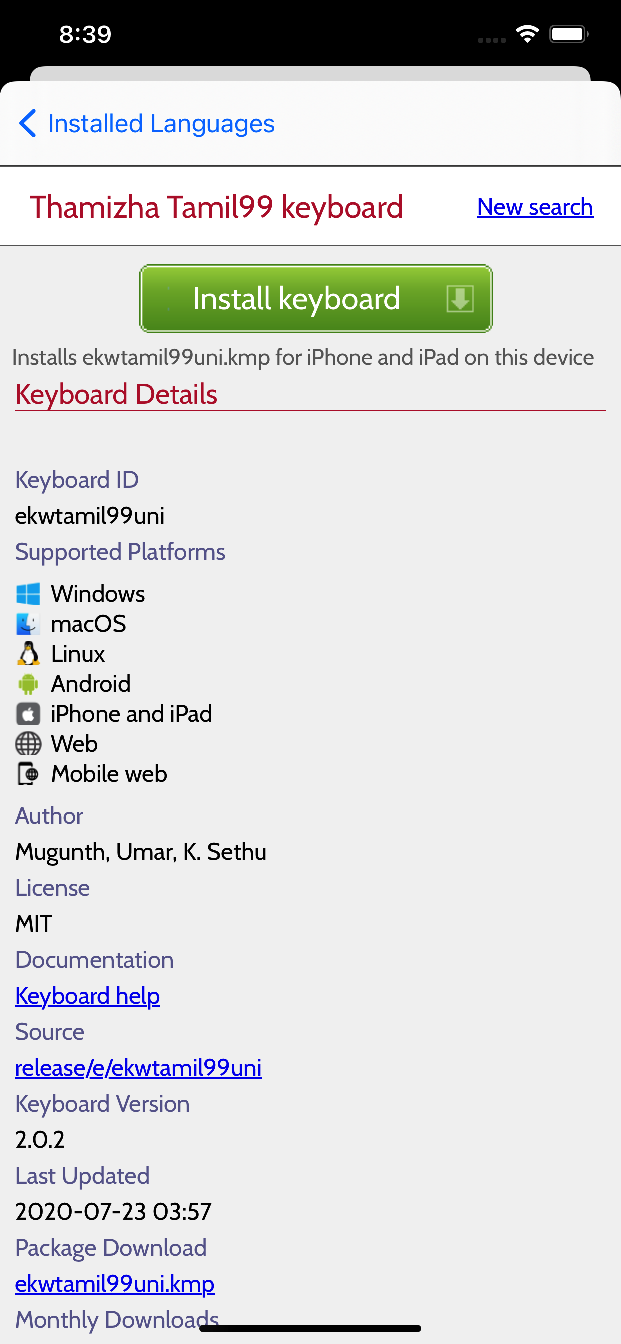 8:39
Installed Languages
Thamizha Tamil99 keyboard New search
Install keyboard
Installs ekwtamil99uni.kmp for iPhone and iPad on this device
Keyboard Details
Keyboard ID
ekwtamil99uni
Supported Platforms
Windows
macOS
Linux
Android
iPhone and iPad
Web
Mobile web
Author
Mugunth, Umar, K. Sethu
License
MIT
Documentation
Keyboard help
Source
release/e/ekwtamil99uni
Keyboard Version
2.0.2
Last Updated
2020-07-23 03:57
Package Download
ekwtamil99uni.kmp
Monthly Downloads